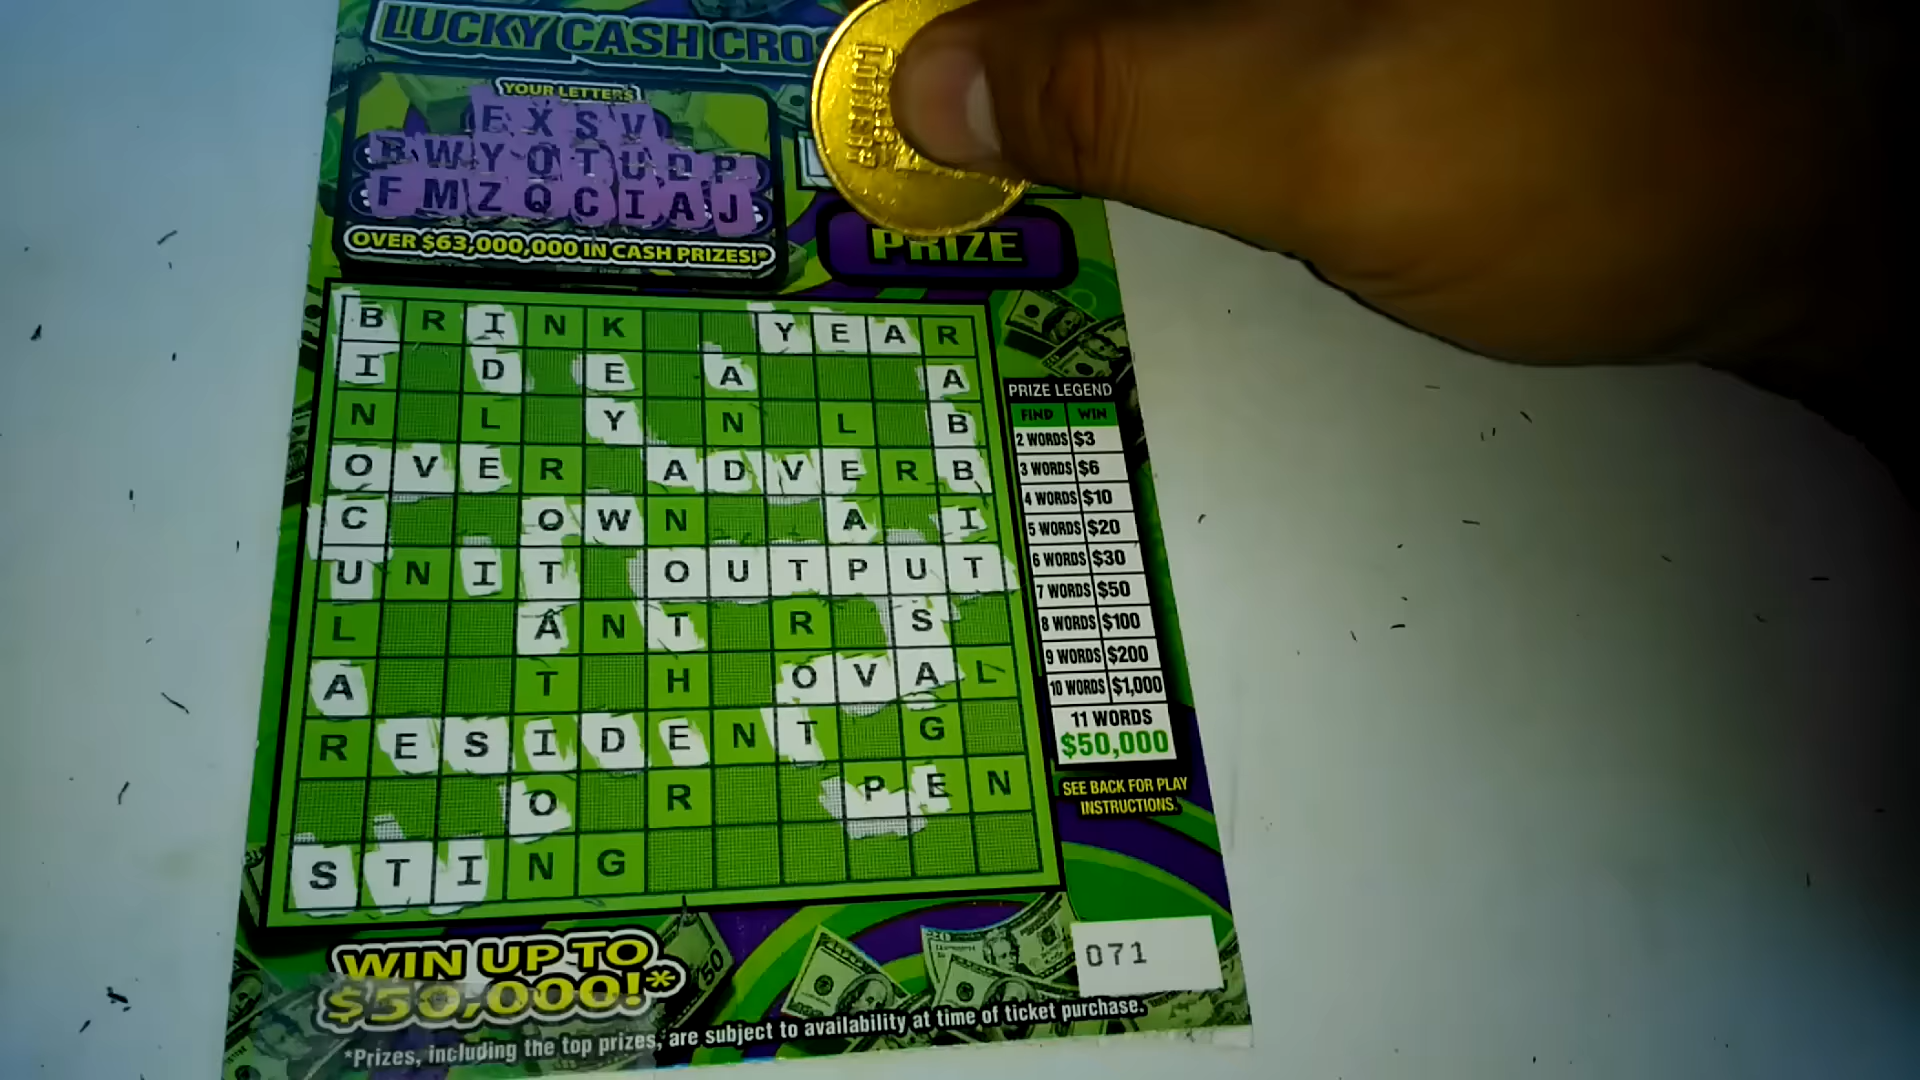 LUCKY CASH CRO
YOUR LETTERS
E X S V
B W Y O T U D P
F M Z Q C I A J
OVER $63,000,000 IN CASH PRIZES!*
PRIZE
B R I N K Y E A R
I D E A A
N L Y N L B
O V E R A D V E R B B
C O W N A I
U N I T O U T P U T T
L A N T R S
A T H O V A L
R E S I D E N T G
O R P E N
S T I N G
PRIZE LEGEND
FIND WIN
2 WORDS $3
3 WORDS $6
4 WORDS $10
5 WORDS $20
6 WORDS $30
7 WORDS $50
8 WORDS $100
9 WORDS $200
10 WORDS $1,000
11 WORDS
$50,000
SEE BACK FOR PLAY
INSTRUCTIONS.
WIN UP TO
$50,000!*
071
*Prizes, including the top prizes, are subject to availability at time of ticket purchase.